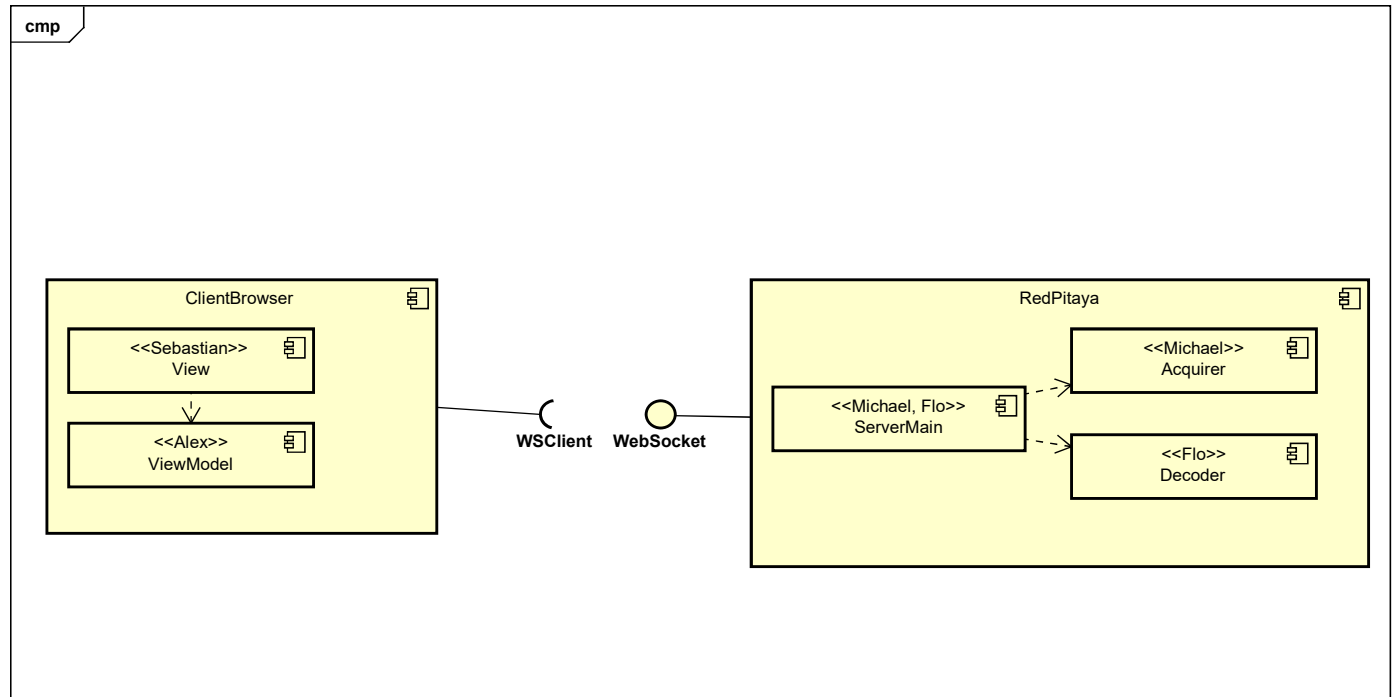 cmp
ClientBrowser
<<Sebastian>>
View
<<Alex>>
ViewModel
WSClient
WebSocket
RedPitaya
<<Michael, Flo>>
ServerMain
<<Michael>>
Acquirer
<<Flo>>
Decoder